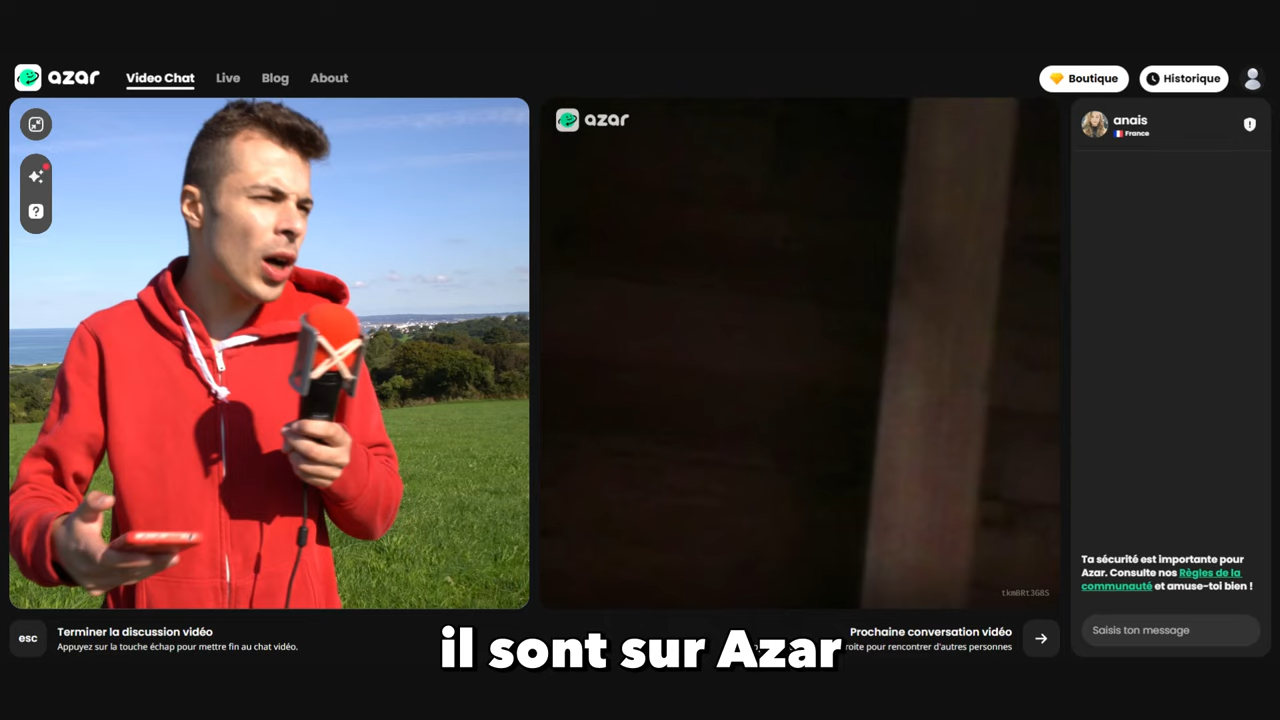 azar
Video Chat
Live
Blog
About
Boutique
Historique
azar
anais
France
tkmBRt3G8S
Ta sécurité est importante pour
Azar. Consulte nos Règles de la
communauté et amuse-toi bien !
Saisis ton message
esc
Terminer la discussion vidéo
Appuyez sur la touche échap pour mettre fin au chat vidéo.
Prochaine conversation vidéo
roite pour rencontrer d'autres personnes
il sont sur Azar